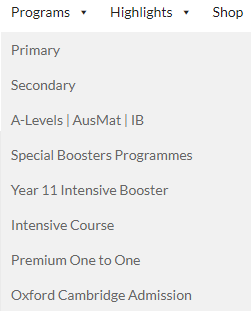 Programs ▾ Highlights ▾ Shop
Primary
Secondary
A-Levels | AusMat | IB
Special Boosters Programmes
Year 11 Intensive Booster
Intensive Course
Premium One to One
Oxford Cambridge Admission